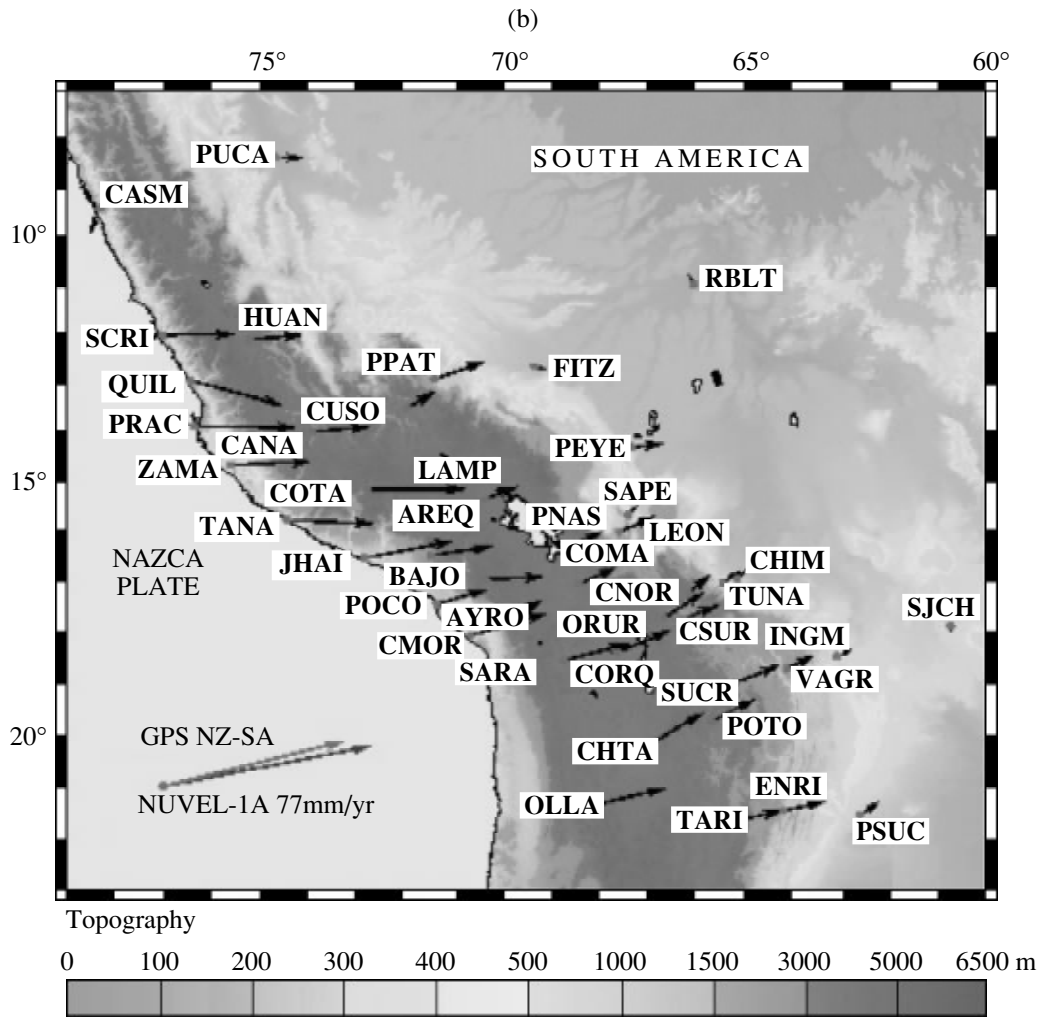 (b)
75° 70° 65° 60°
PUCA
SOUTH AMERICA
CASM
10°
RBLT
HUAN
SCRI
PPAT
FITZ
QUIL
CUSO
PRAC
CANA
PEYE
ZAMA
LAMP
15°
COTA
SAPE
AREQ
PNAS
TANA
LEON
NAZCA
PLATE
JHAI
COMA
CHIM
BAJO
CNOR
TUNA
POCO
SJCH
AYRO
ORUR
CSUR
INGM
CMOR
SARA
CORQ
VAGR
SUCR
POTO
20°
GPS NZ-SA
CHTA
NUVEL-1A 77mm/yr
OLLA
ENRI
TARI
PSUC
Topography
0 100 200 300 400 500 1000 1500 3000 5000 6500 m